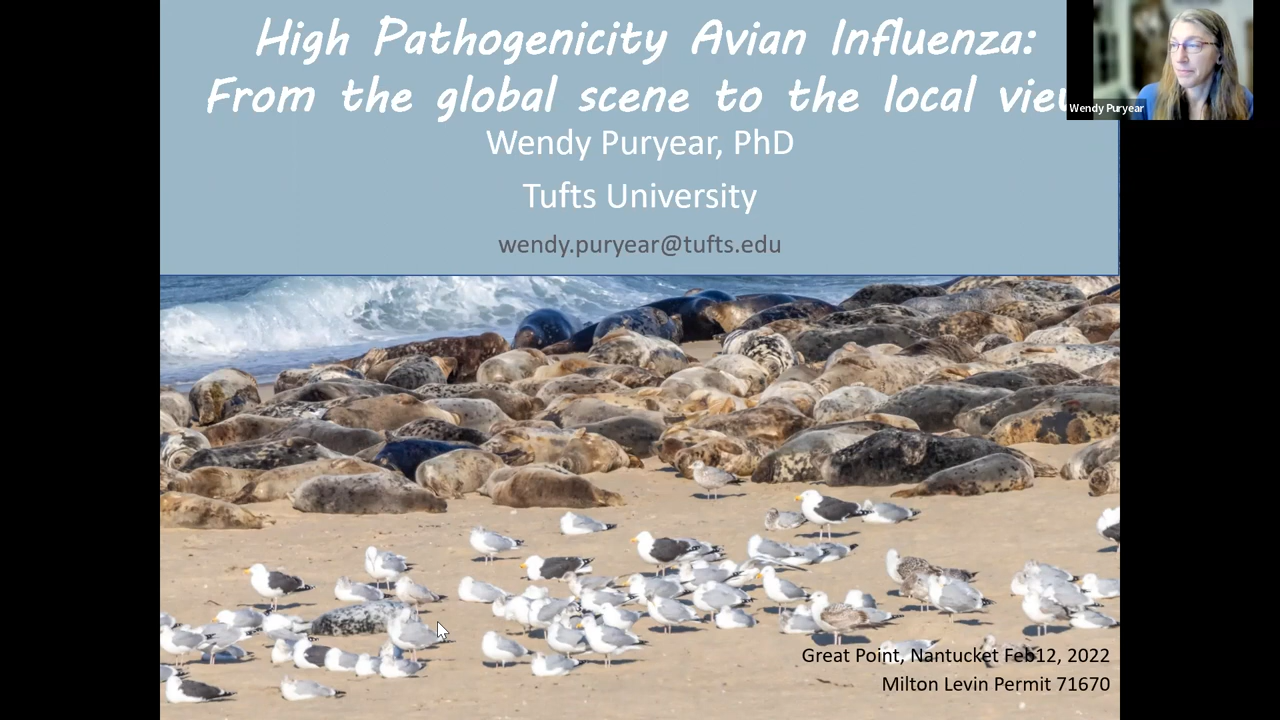 High Pathogenicity Avian Influenza:
From the global scene to the local view
Wendy Puryear
Wendy Puryear, PhD
Tufts University
wendy.puryear@tufts.edu
Great Point, Nantucket Feb12, 2022
Milton Levin Permit 71670